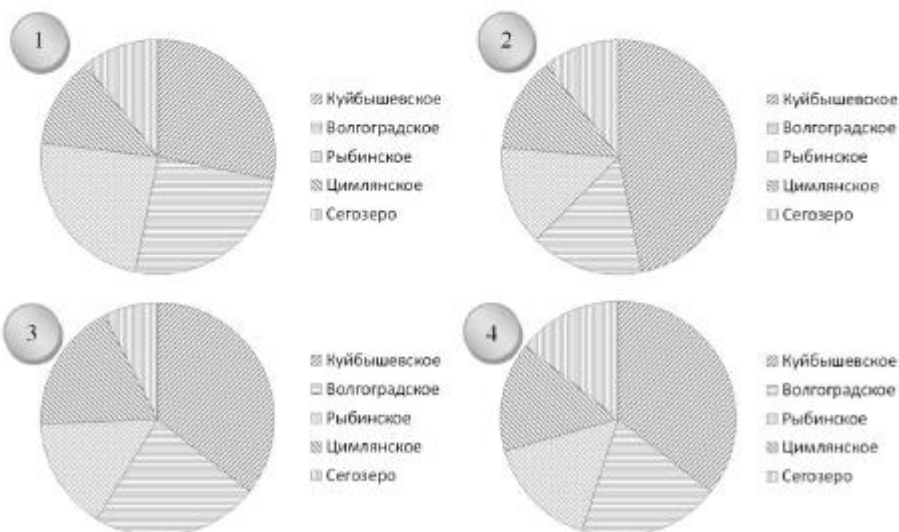 1
Куйбышевское
Волгоградское
Рыбинское
Цимлянское
Сегозеро
2
Куйбышевское
Волгоградское
Рыбинское
Цимлянское
Сегозеро
3
Куйбышевское
Волгоградское
Рыбинское
Цимлянское
Сегозеро
4
Куйбышевское
Волгоградское
Рыбинское
Цимлянское
Сегозеро